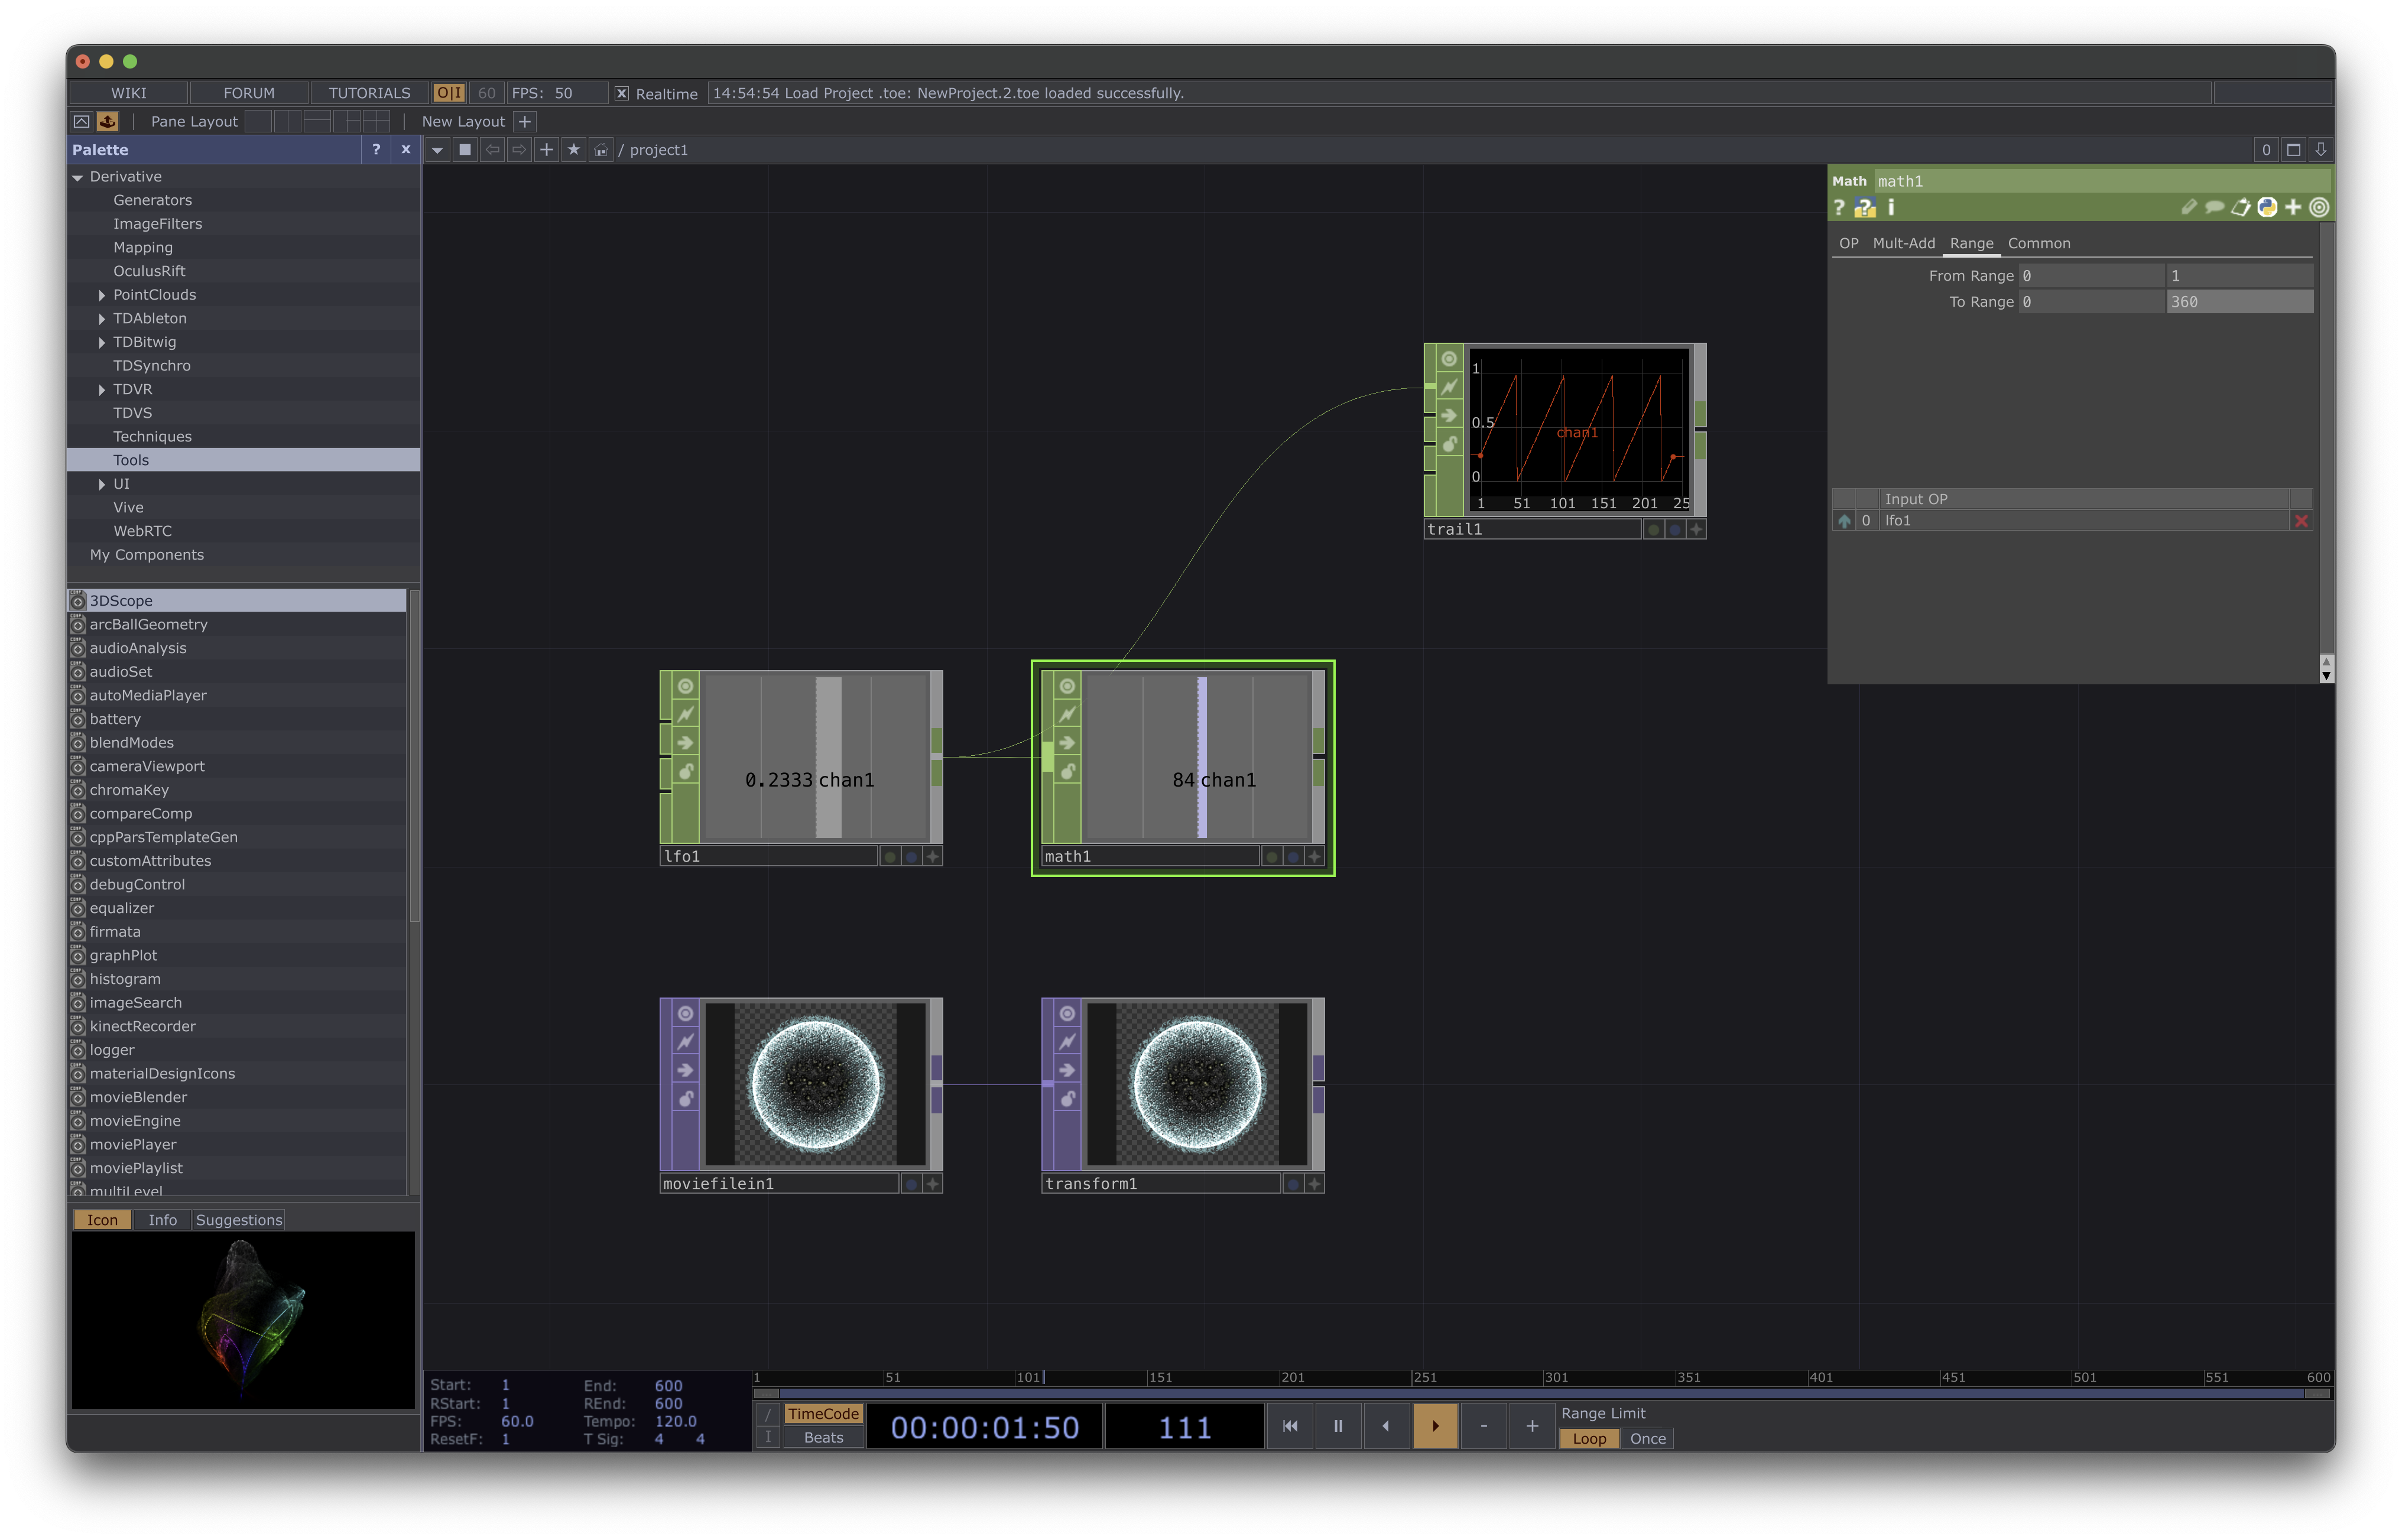 WIKI FORUM TUTORIALS O|I 60 FPS: 50 Realtime 14:54:54 Load Project .toe: NewProject.2.toe loaded successfully.
Pane Layout New Layout +
Palette ? x
/ project1 0
Derivative
Generators
ImageFilters
Mapping
OculusRift
PointClouds
TDAbleton
TDBitwig
TDSynchro
TDVR
TDVS
Techniques
Tools
UI
Vive
WebRTC
My Components
3DScope
arcBallGeometry
audioAnalysis
audioSet
autoMediaPlayer
battery
blendModes
cameraViewport
chromaKey
compareComp
cppParsTemplateGen
customAttributes
debugControl
equalizer
firmata
graphPlot
histogram
imageSearch
kinectRecorder
logger
materialDesignIcons
movieBlender
movieEngine
moviePlayer
moviePlaylist
multiLevel
Icon Info Suggestions
Math math1
? ? i
OP Mult-Add Range Common
From Range 0 1
To Range 0 360
Input OP
0 lfo1
1
0.5
chan1
0
1 51 101 151 201 25
trail1
0.2333 chan1
lfo1
84 chan1
math1
moviefilein1
transform1
1 51 101 151 201 251 301 351 401 451 501 551 600
Start: 1 End: 600
RStart: 1 REnd: 600
FPS: 60.0 Tempo: 120.0
ResetF: 1 T Sig: 4 4
/ TimeCode
I Beats
00:00:01:50 111
- +
Range Limit
Loop Once